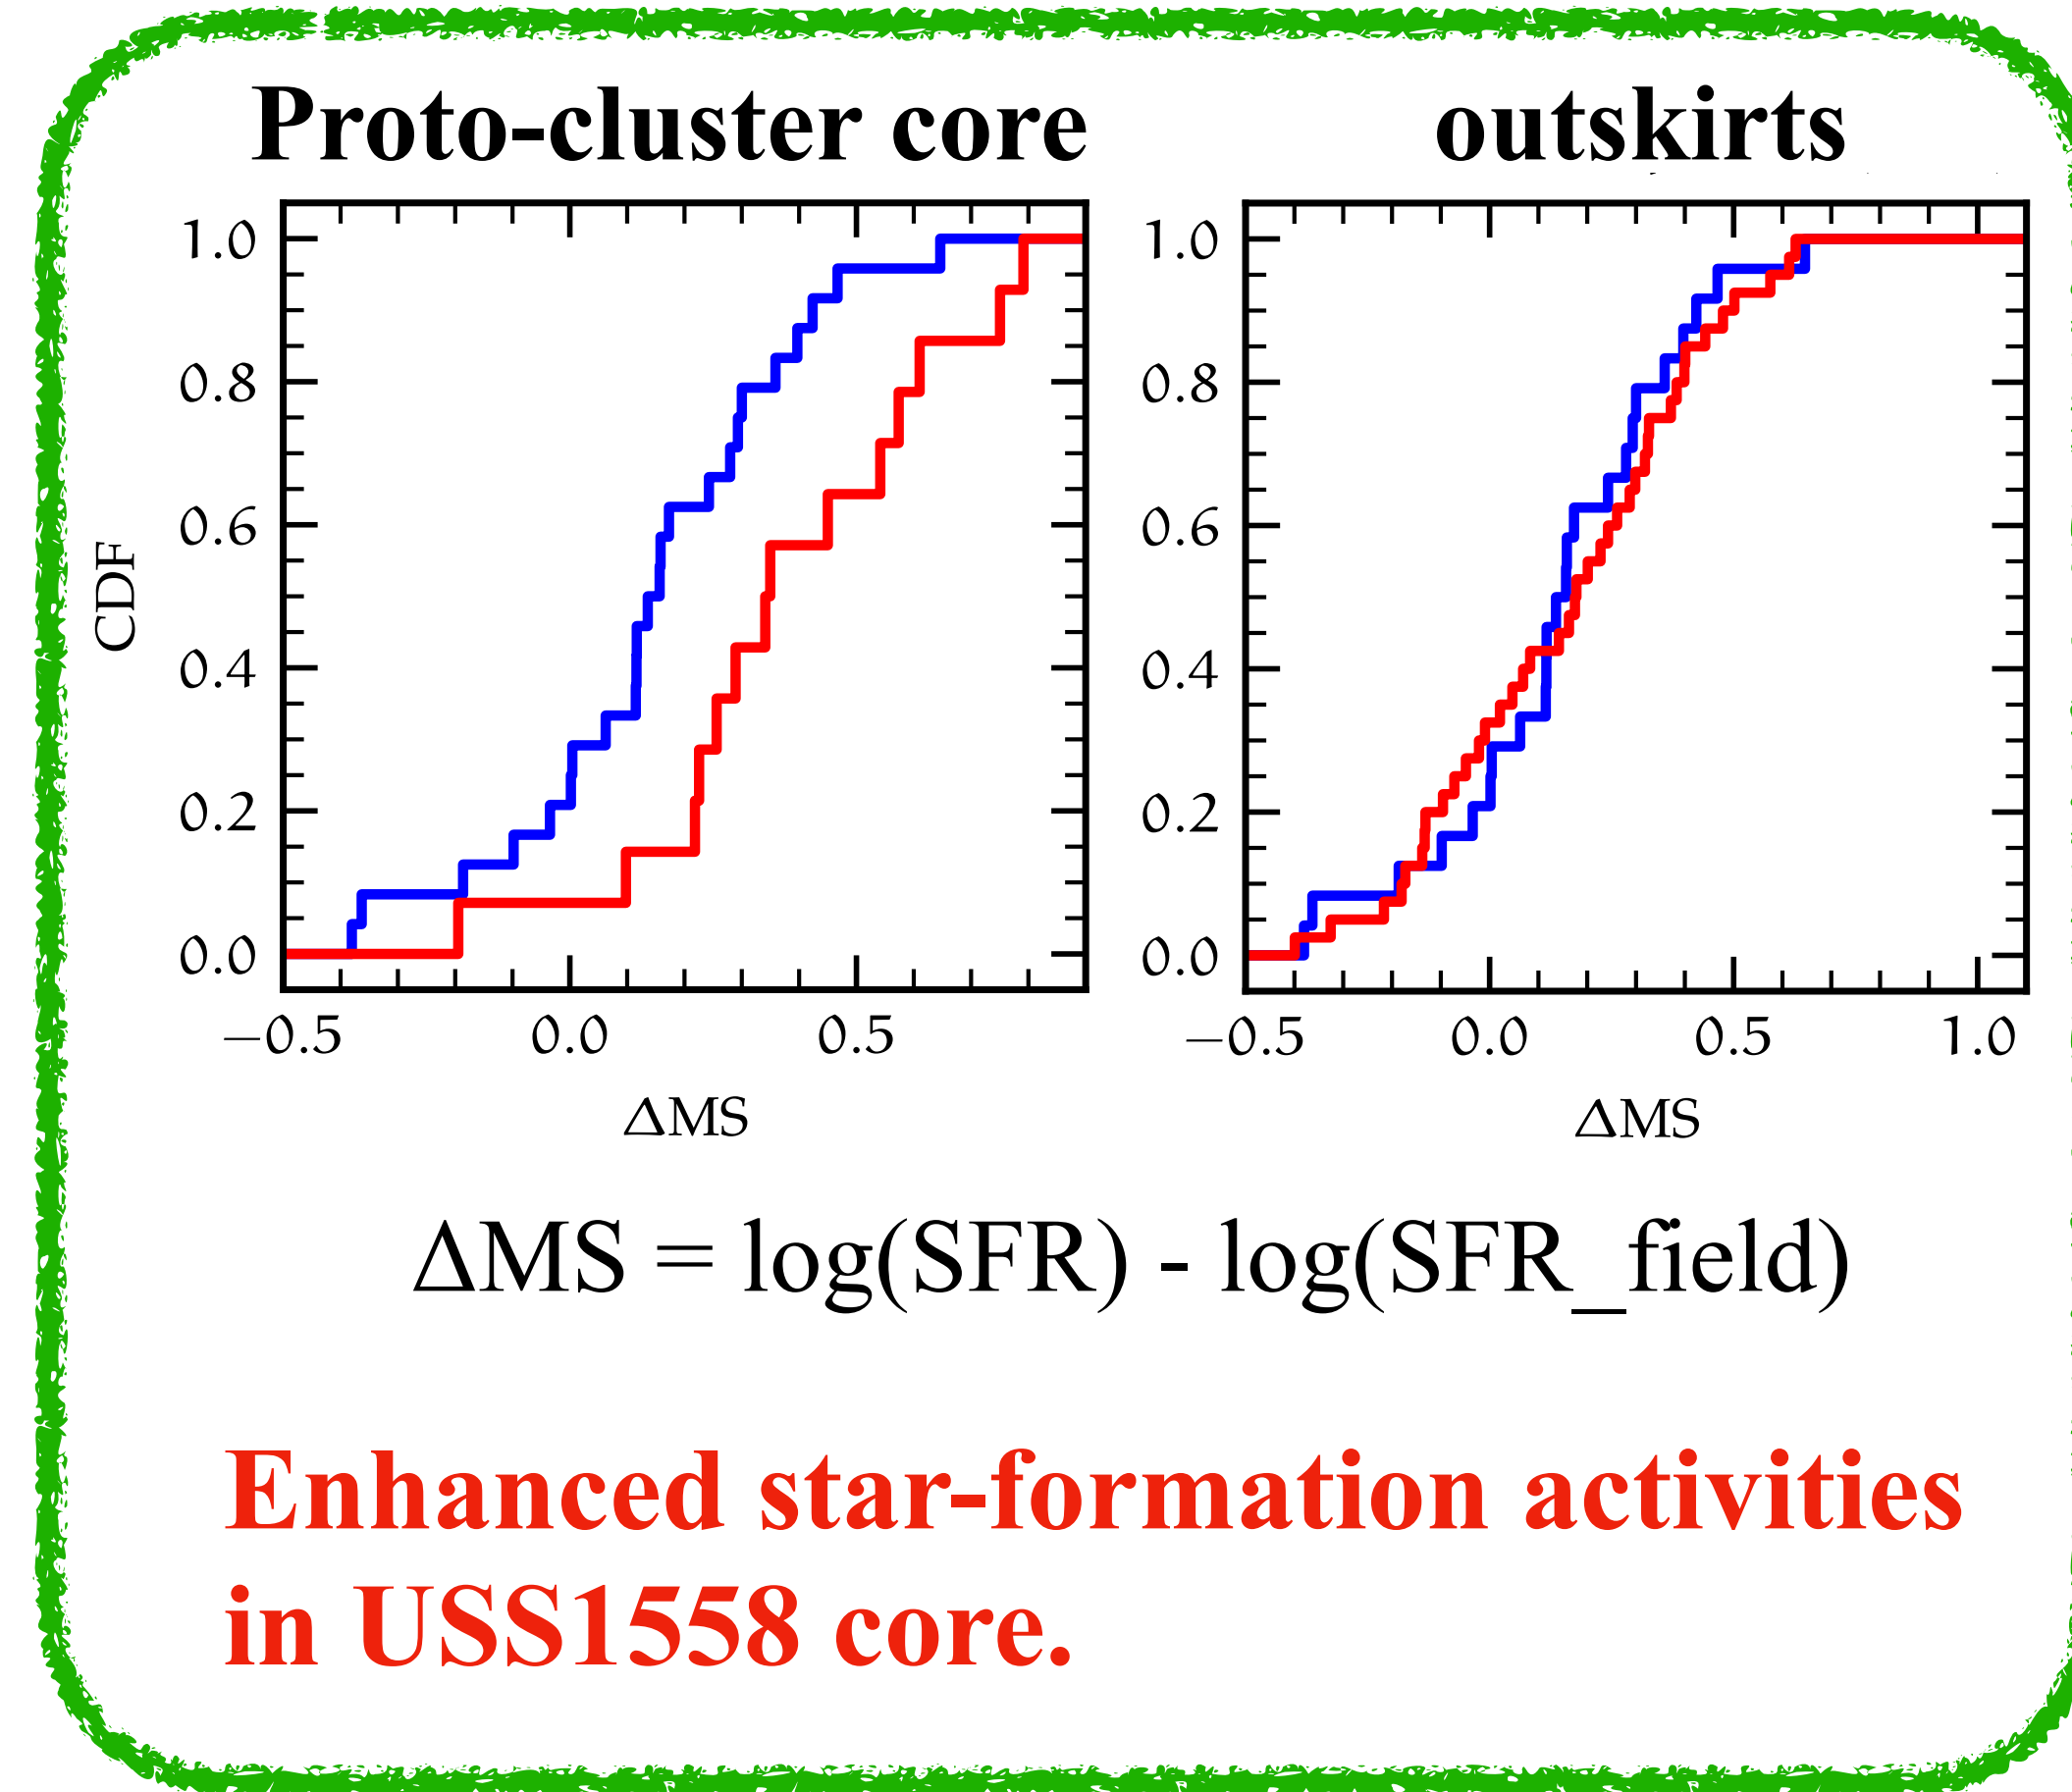 Proto-cluster core
outskirts
1.0
0.8
0.6
0.4
0.2
0.0
CDF
−0.5 0.0 0.5
ΔMS
1.0
0.8
0.6
0.4
0.2
0.0
−0.5 0.0 0.5 1.0
ΔMS
ΔMS = log(SFR) - log(SFR_field)
Enhanced star-formation activities
in USS1558 core.